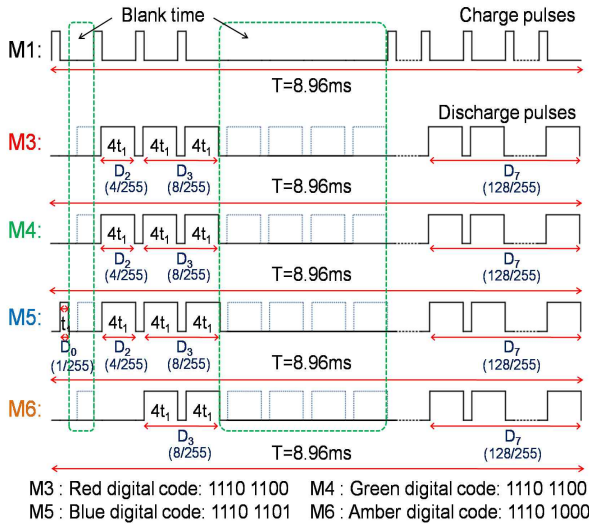 Blank time
Charge pulses
M1:
T=8.96ms
Discharge pulses
M3:
4t₁ 4t₁ 4t₁
D₂ D₃ D₇
(4/255) (8/255) (128/255)
T=8.96ms
M4:
4t₁ 4t₁ 4t₁
D₂ D₃ D₇
(4/255) (8/255) (128/255)
T=8.96ms
M5:
t₁ 4t₁ 4t₁ 4t₁
D₀ D₂ D₃ D₇
(1/255) (4/255) (8/255) (128/255)
T=8.96ms
M6:
4t₁ 4t₁
D₃ D₇
(8/255) (128/255)
T=8.96ms
M3 : Red digital code: 1110 1100 M4 : Green digital code: 1110 1100
M5 : Blue digital code: 1110 1101 M6 : Amber digital code: 1110 1000